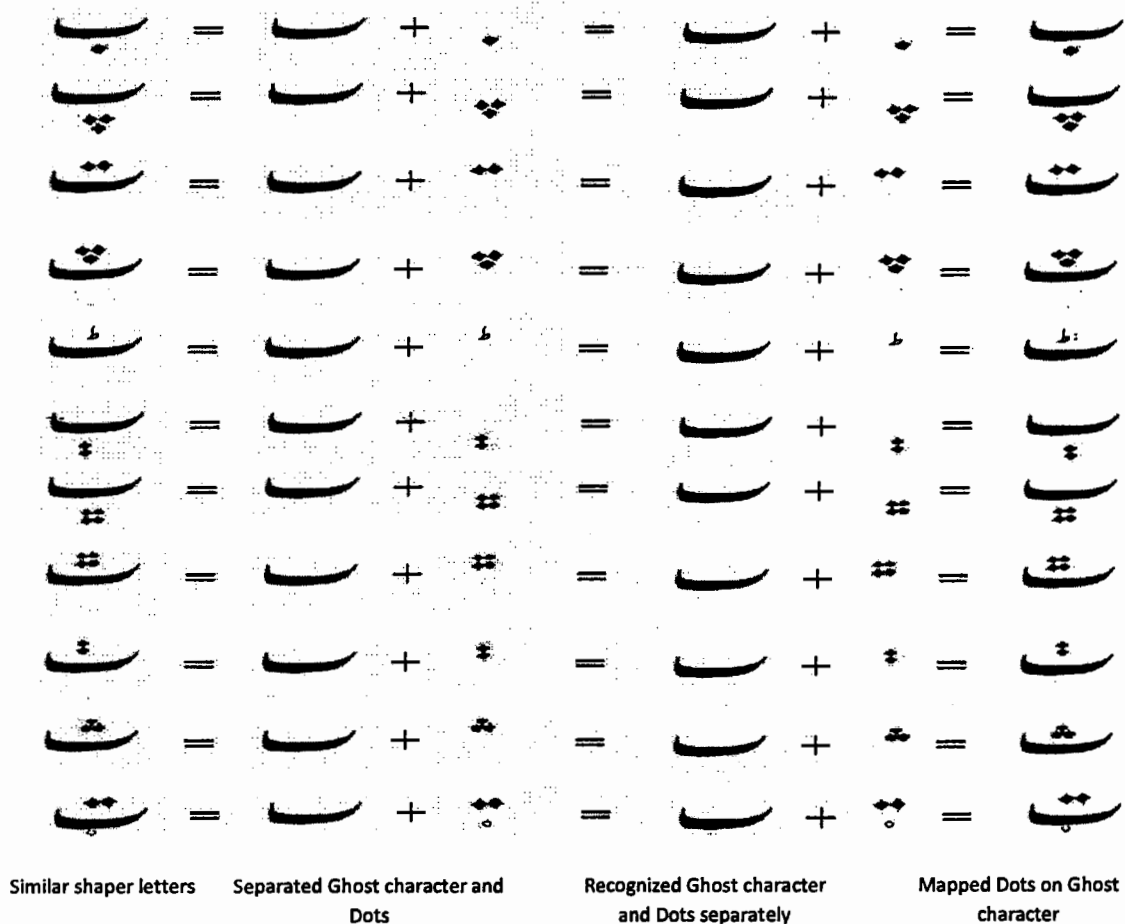 ب = ٮ + = ٮ + = ب
پ = ٮ + = ٮ + = پ
ت = ٮ + = ٮ + = ت
ٽ = ٮ + = ٮ + = ٽ
ٹ = ٮ + ط = ٮ + ط = ٹ
ٻ = ٮ + = ٮ + = ٻ
ڀ = ٮ + = ٮ + = ڀ
ٿ = ٮ + = ٮ + = ٿ
ٺ = ٮ + = ٮ + = ٺ
ث = ٮ + = ٮ + = ث
ټ = ٮ + = ٮ + = ټ
Similar shaper letters
Separated Ghost character and
Dots
Recognized Ghost character
and Dots separately
Mapped Dots on Ghost
character